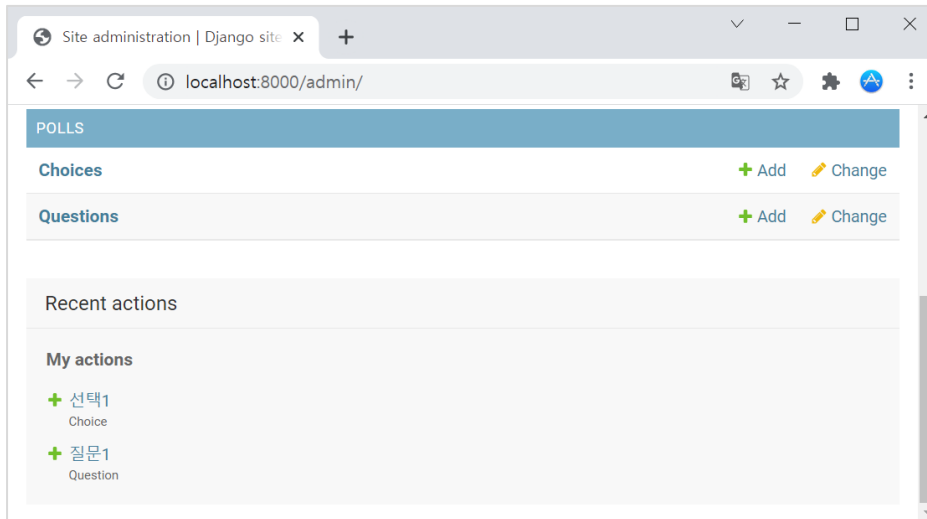 Site administration | Django site
localhost:8000/admin/
POLLS
Choices Add Change
Questions Add Change
Recent actions
My actions
선택1
Choice
질문1
Question